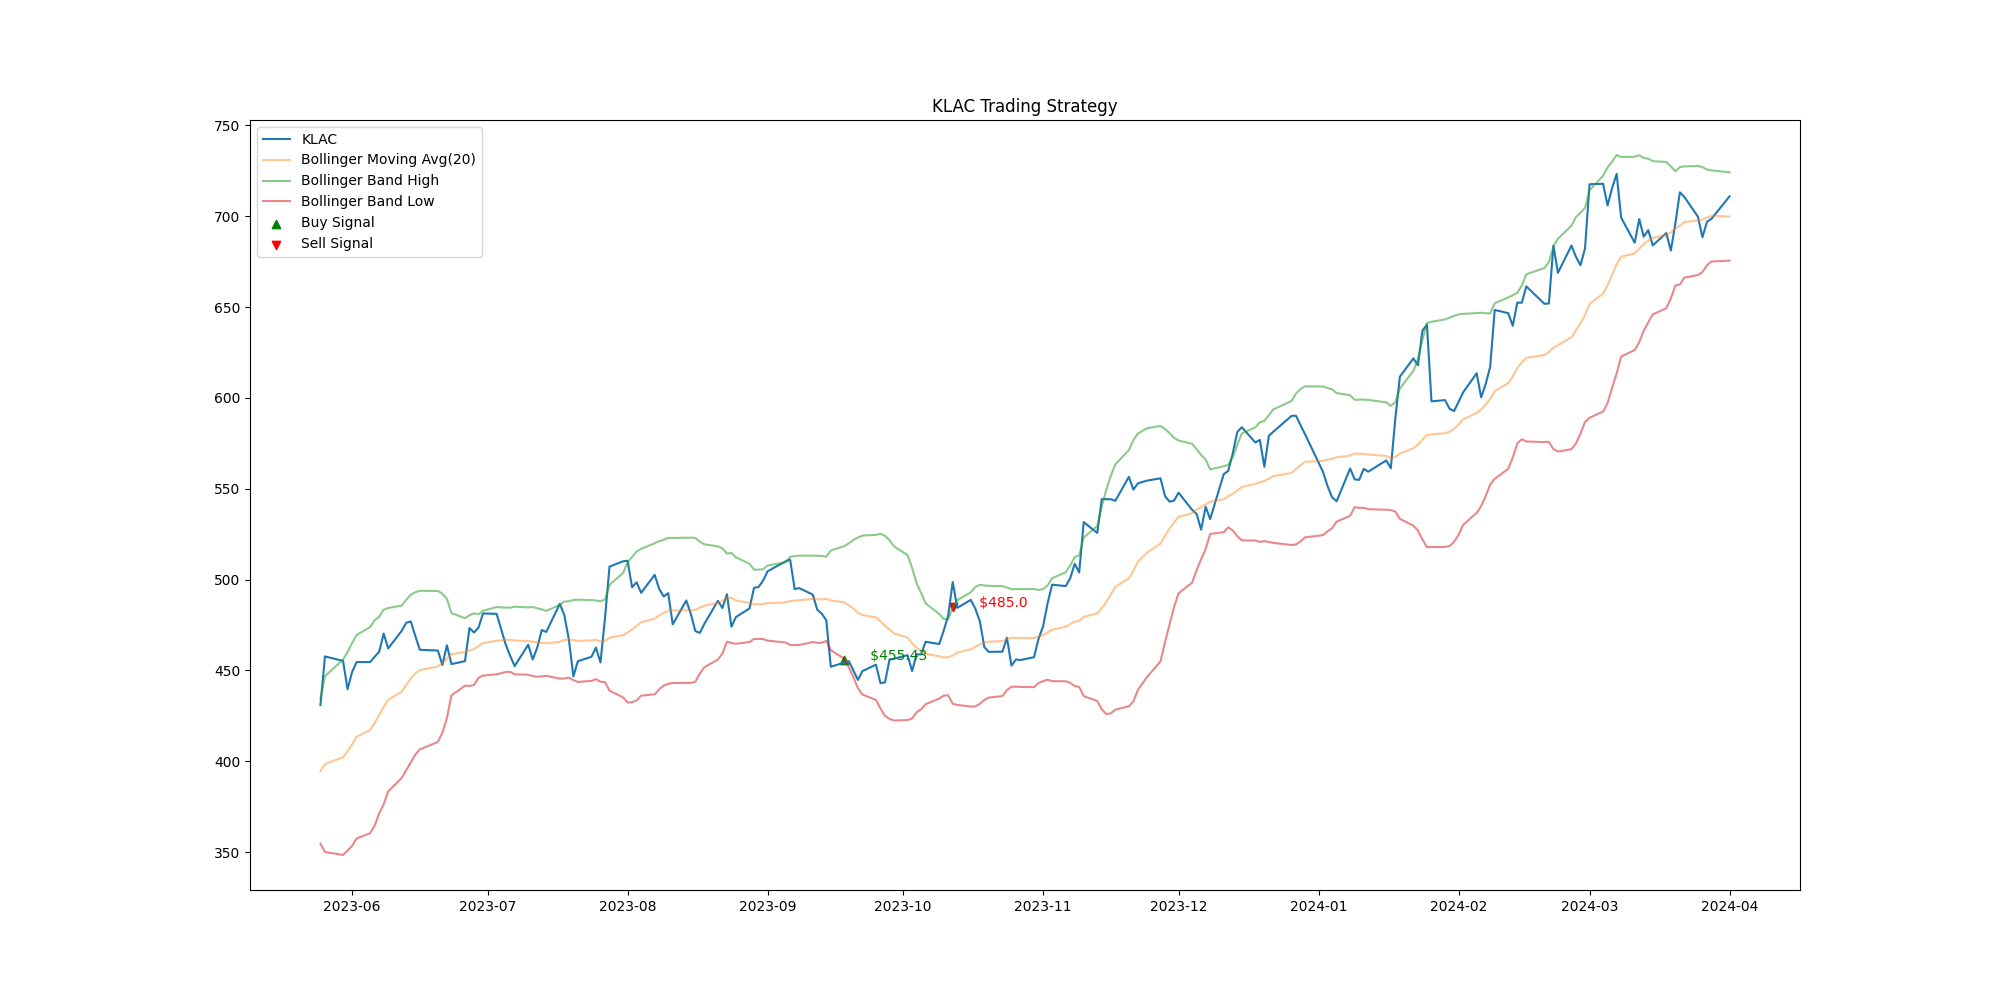 KLAC Trading Strategy
KLAC
Bollinger Moving Avg(20)
Bollinger Band High
Bollinger Band Low
Buy Signal
Sell Signal
750
700
650
600
550
500
450
400
350
$485.0
$455.43
2023-06 2023-07 2023-08 2023-09 2023-10 2023-11 2023-12 2024-01 2024-02 2024-03 2024-04